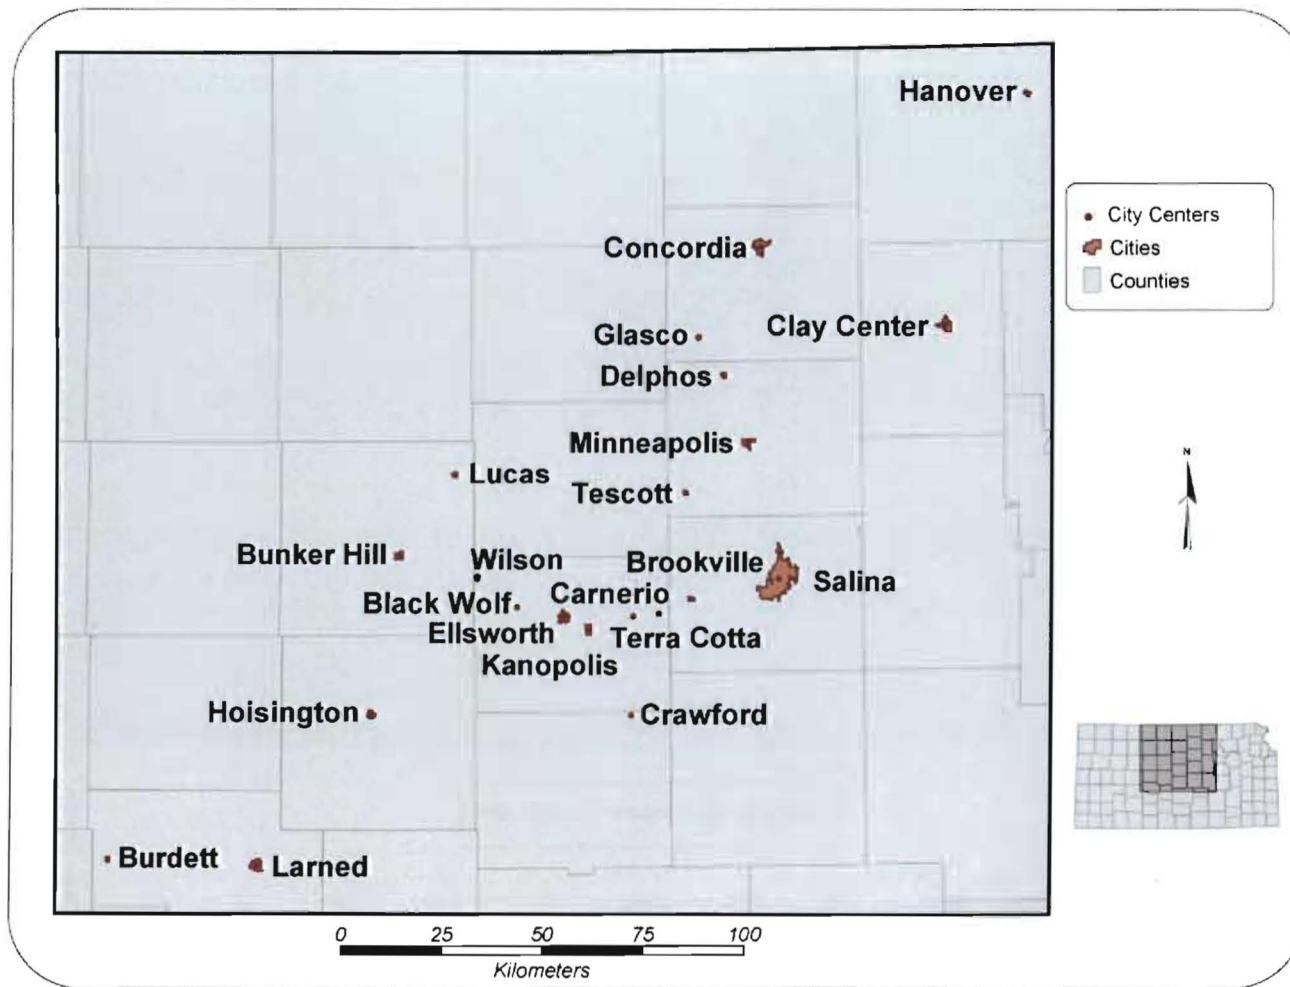 Hanover
City Centers
Cities
Counties
Concordia
Clay Center
Glasco
Delphos
Minneapolis
Lucas
Tescott
N
Bunker Hill
Wilson
Brookville
Salina
Carnerio
Black Wolf
Ellsworth
Terra Cotta
Kanopolis
Hoisington
Crawford
Burdett
Larned
0 25 50 75 100
Kilometers